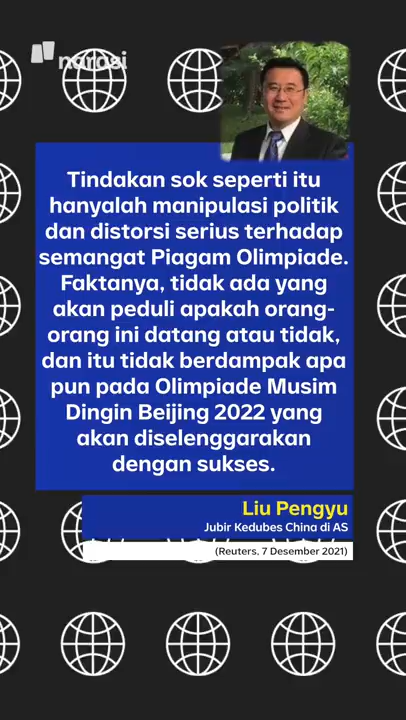 narasi
Tindakan sok seperti itu
hanyalah manipulasi politik
dan distorsi serius terhadap
semangat Piagam Olimpiade.
Faktanya, tidak ada yang
akan peduli apakah orang-
orang ini datang atau tidak,
dan itu tidak berdampak apa
pun pada Olimpiade Musim
Dingin Beijing 2022 yang
akan diselenggarakan
dengan sukses.
Liu Pengyu
Jubir Kedubes China di AS
(Reuters. 7 Desember 2021)